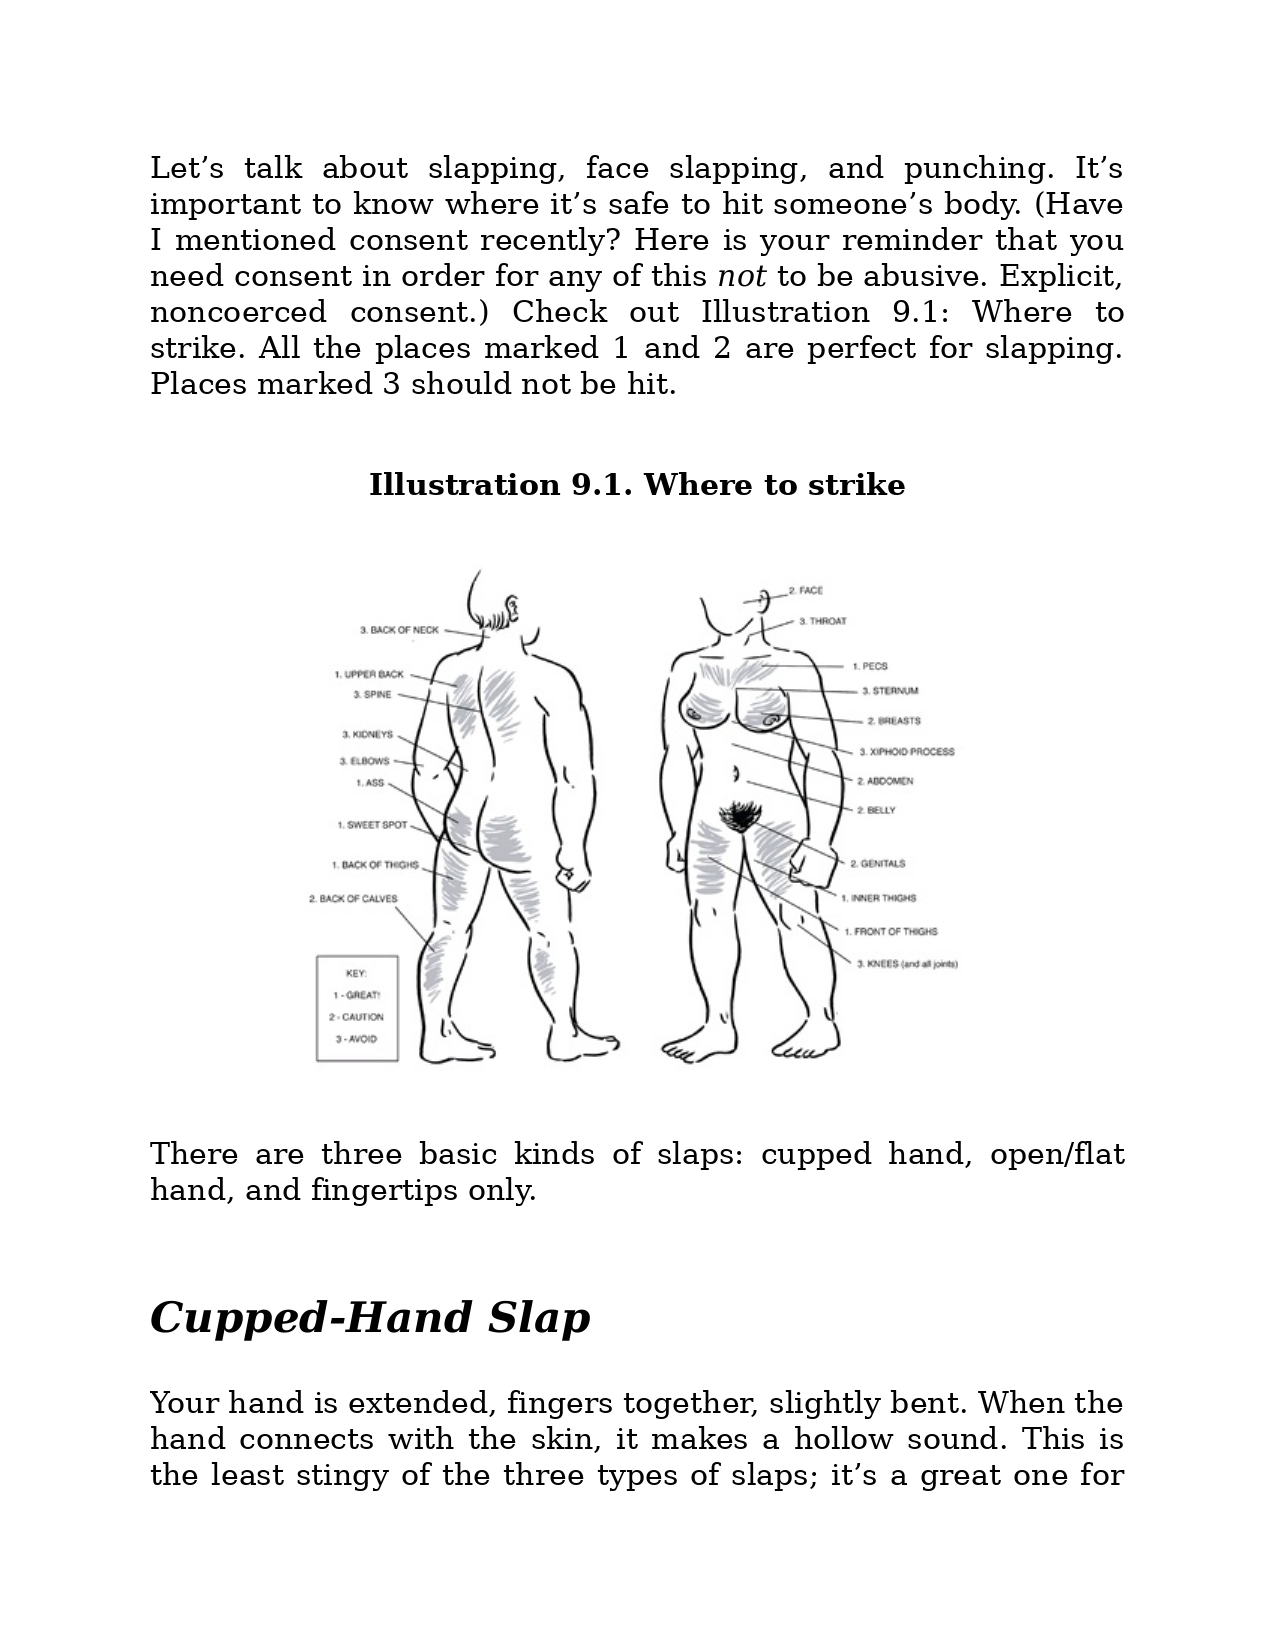 Let’s talk about slapping, face slapping, and punching. It’s
important to know where it’s safe to hit someone’s body. (Have
I mentioned consent recently? Here is your reminder that you
need consent in order for any of this not to be abusive. Explicit,
noncoerced consent.) Check out Illustration 9.1: Where to
strike. All the places marked 1 and 2 are perfect for slapping.
Places marked 3 should not be hit.
Illustration 9.1. Where to strike
3. BACK OF NECK
1. UPPER BACK
3. SPINE
3. KIDNEYS
3. ELBOWS
1. ASS
1. SWEET SPOT
1. BACK OF THIGHS
2. BACK OF CALVES
KEY:
1 - GREAT!
2 - CAUTION
3 - AVOID
2. FACE
3. THROAT
1. PECS
3. STERNUM
2. BREASTS
3. XIPHOID PROCESS
2. ABDOMEN
2. BELLY
2. GENITALS
1. INNER THIGHS
1. FRONT OF THIGHS
3. KNEES (and all joints)
There are three basic kinds of slaps: cupped hand, open/flat
hand, and fingertips only.
Cupped-Hand Slap
Your hand is extended, fingers together, slightly bent. When the
hand connects with the skin, it makes a hollow sound. This is
the least stingy of the three types of slaps; it’s a great one for